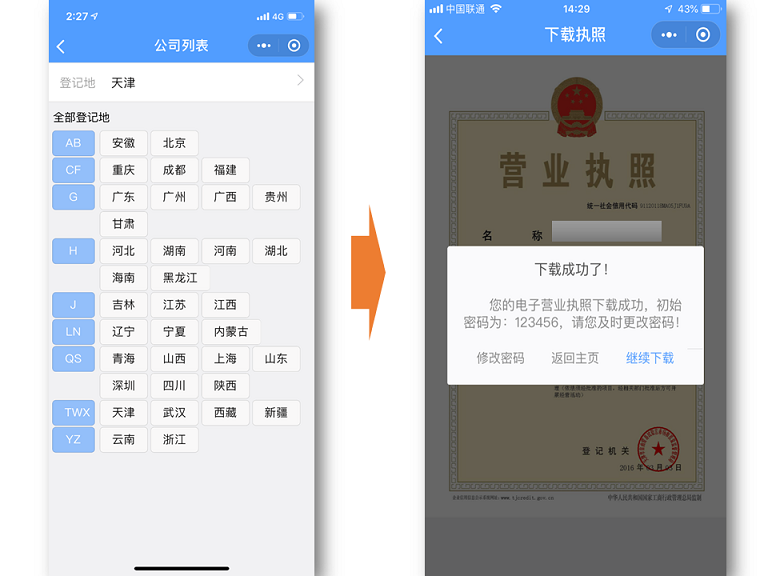 2:27
4G
公司列表
登记地 天津
全部登记地
AB 安徽 北京
CF 重庆 成都 福建
G 广东 广州 广西 贵州
甘肃
H 河北 湖南 河南 湖北
海南 黑龙江
J 吉林 江苏 江西
LN 辽宁 宁夏 内蒙古
QS 青海 山西 上海 山东
深圳 四川 陕西
TWX 天津 武汉 西藏 新疆
YZ 云南 浙江
中国联通 14:29 43%
下载执照
营业执照
统一社会信用代码
名 称
下载成功了！
您的电子营业执照下载成功，初始
密码为：123456，请您及时更改密码！
修改密码 返回主页 继续下载
登记机关
2016 年 03 月 03 日
中华人民共和国国家工商行政管理总局监制